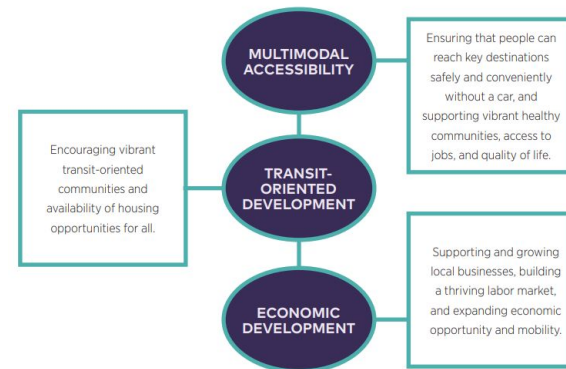 MULTIMODAL
ACCESSIBILITY
Ensuring that people can
reach key destinations
safely and conveniently
without a car, and
supporting vibrant healthy
communities, access to
jobs, and quality of life.
Encouraging vibrant
transit-oriented
communities and
availability of housing
opportunities for all.
TRANSIT-
ORIENTED
DEVELOPMENT
ECONOMIC
DEVELOPMENT
Supporting and growing
local businesses, building
a thriving labor market,
and expanding economic
opportunity and mobility.